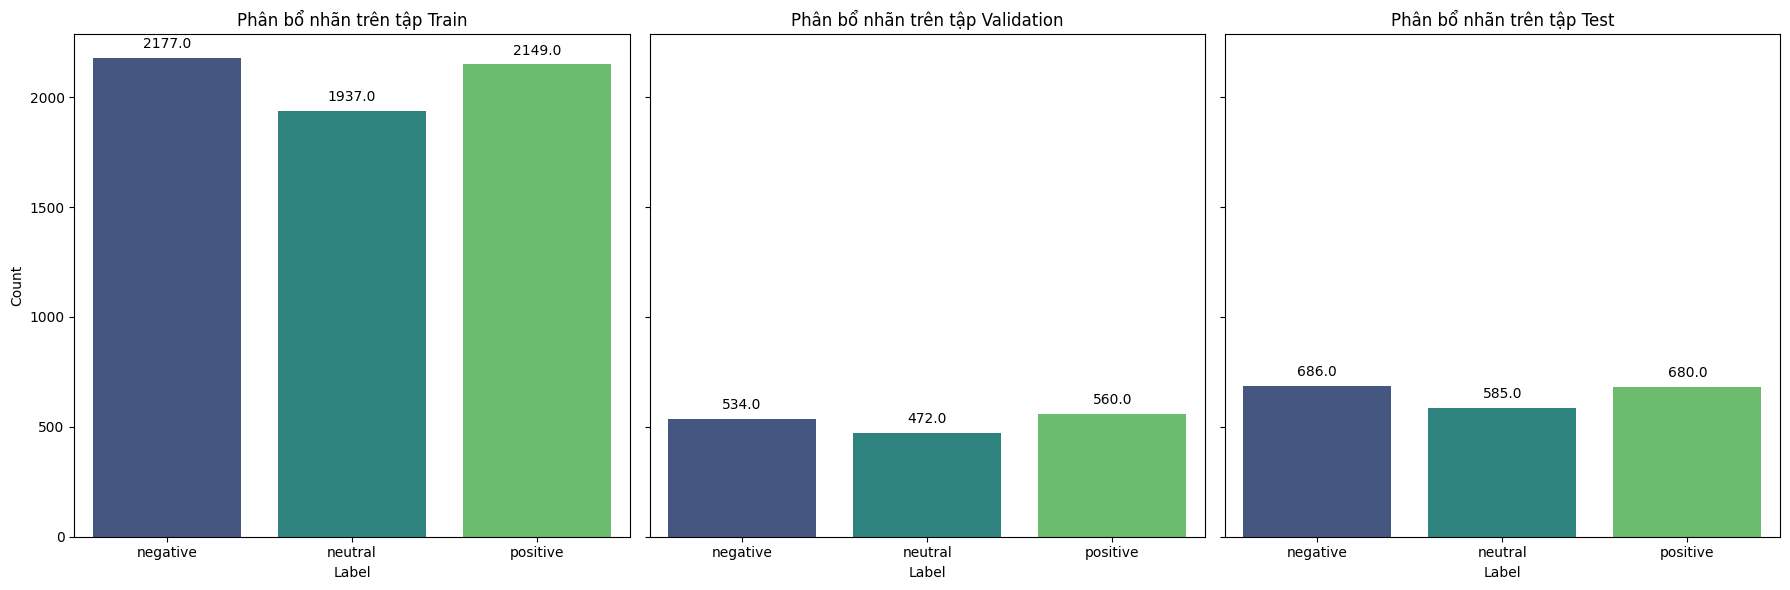 Phân bổ nhãn trên tập Train
2177.0
1937.0
2149.0
2000
1500
1000
500
0
Count
negative
neutral
positive
Label
Phân bổ nhãn trên tập Validation
534.0
472.0
560.0
negative
neutral
positive
Label
Phân bổ nhãn trên tập Test
686.0
585.0
680.0
negative
neutral
positive
Label